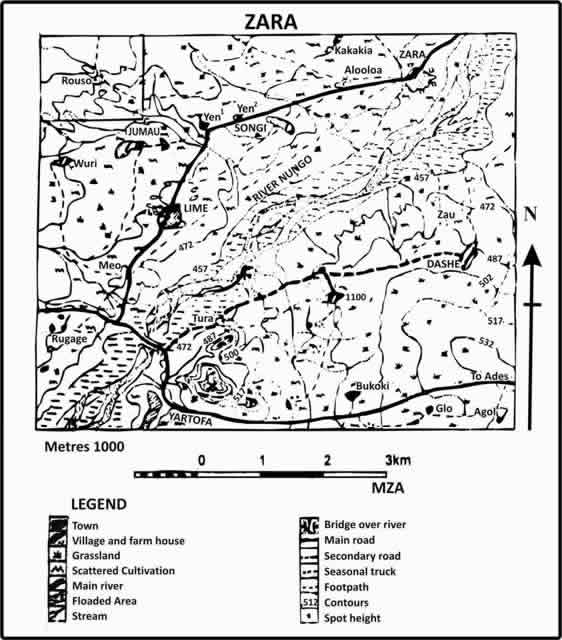 ZARA
Kakakia
ZARA
Rouso
Alooloa
Yen¹
Yen²
IJUMAU
SONGI
Wuri
RIVER NUNGO
457
LIME
472
Zau
472
N
Meo
457
DASHE
487
502
1100
Tura
517
Rugage
472
487
500
532
To Ades
Bukoki
YARTOFA
Glo
Agol
Metres 1000
0 1 2 3km
MZA
LEGEND
Town
Village and farm house
Grassland
Scattered Cultivation
Main river
Floaded Area
Stream
Bridge over river
Main road
Secondary road
Seasonal truck
Footpath
512 Contours
Spot height